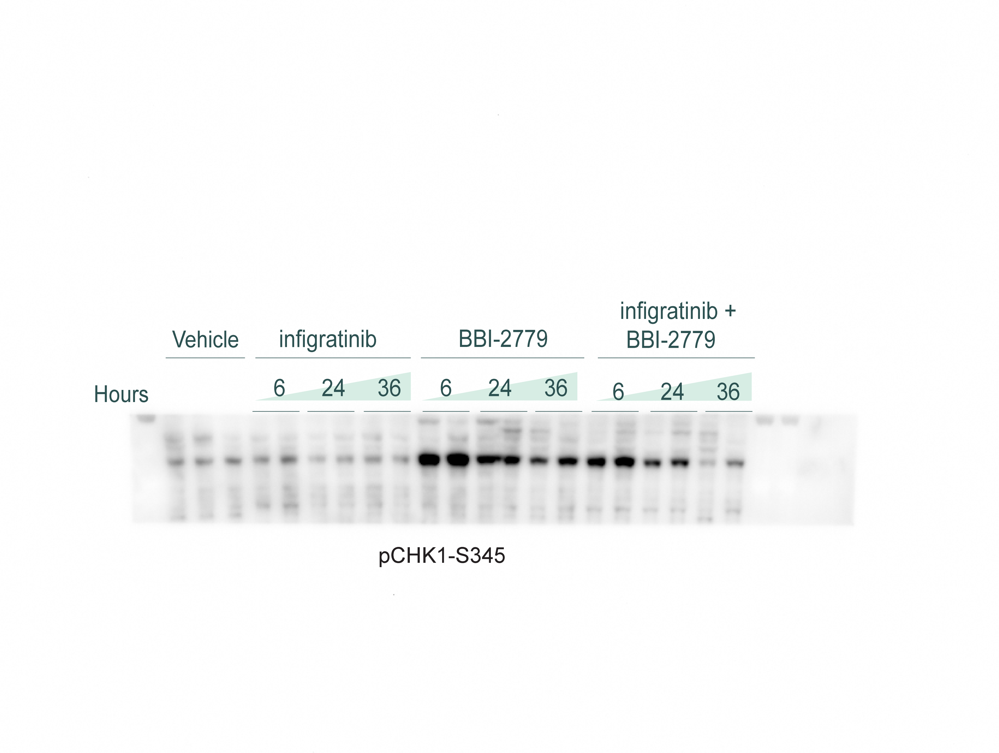 infigratinib +
Vehicle infigratinib BBI-2779 BBI-2779
Hours 6 24 36 6 24 36 6 24 36
pCHK1-S345